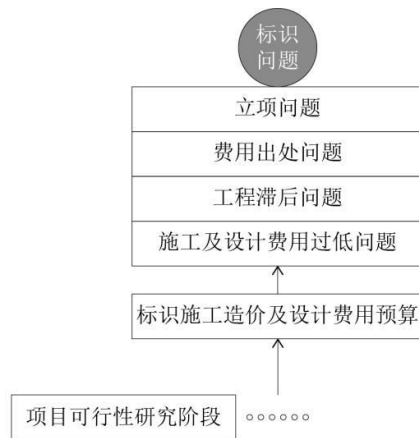 标识
问题
立项问题
费用出处问题
工程滞后问题
施工及设计费用过低问题
标识施工造价及设计费用预算
项目可行性研究阶段